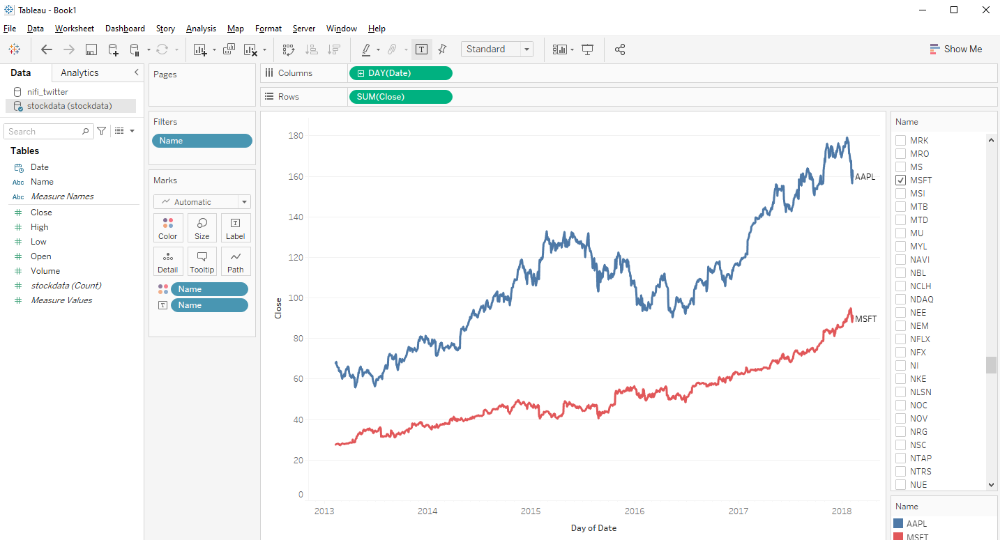 Tableau - Book1
File Data Worksheet Dashboard Story Analysis Map Format Server Window Help
Standard
Show Me
Data Analytics
nifi_twitter
stockdata (stockdata)
Search
Tables
Date
Abc Name
Abc Measure Names
Close
High
Low
Open
Volume
stockdata (Count)
Measure Values
Pages
Filters
Name
Marks
Automatic
Color Size Label
Detail Tooltip Path
Name
Name
Columns DAY(Date)
Rows SUM(Close)
180
160
140
120
100
80
60
40
20
0
Close
AAPL
MSFT
2013 2014 2015 2016 2017 2018
Day of Date
Name
MRK
MRO
MS
MSFT
MSI
MTB
MTD
MU
MYL
NAVI
NBL
NCLH
NDAQ
NEE
NEM
NFLX
NFX
NI
NKE
NLSN
NOC
NOV
NRG
NSC
NTAP
NTRS
NUE
Name
AAPL
MSFT